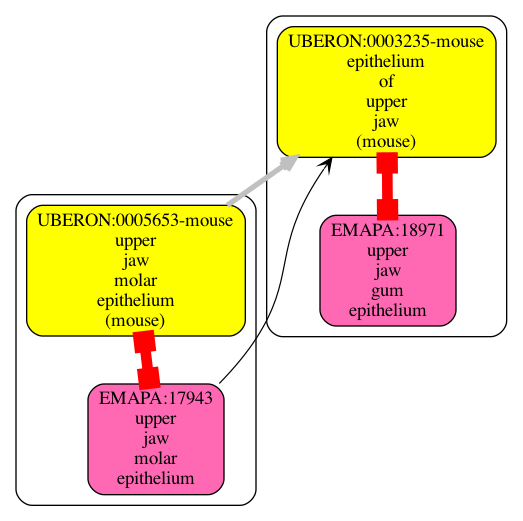 UBERON:0003235-mouse
epithelium
of
upper
jaw
(mouse)
EMAPA:18971
upper
jaw
gum
epithelium
UBERON:0005653-mouse
upper
jaw
molar
epithelium
(mouse)
EMAPA:17943
upper
jaw
molar
epithelium